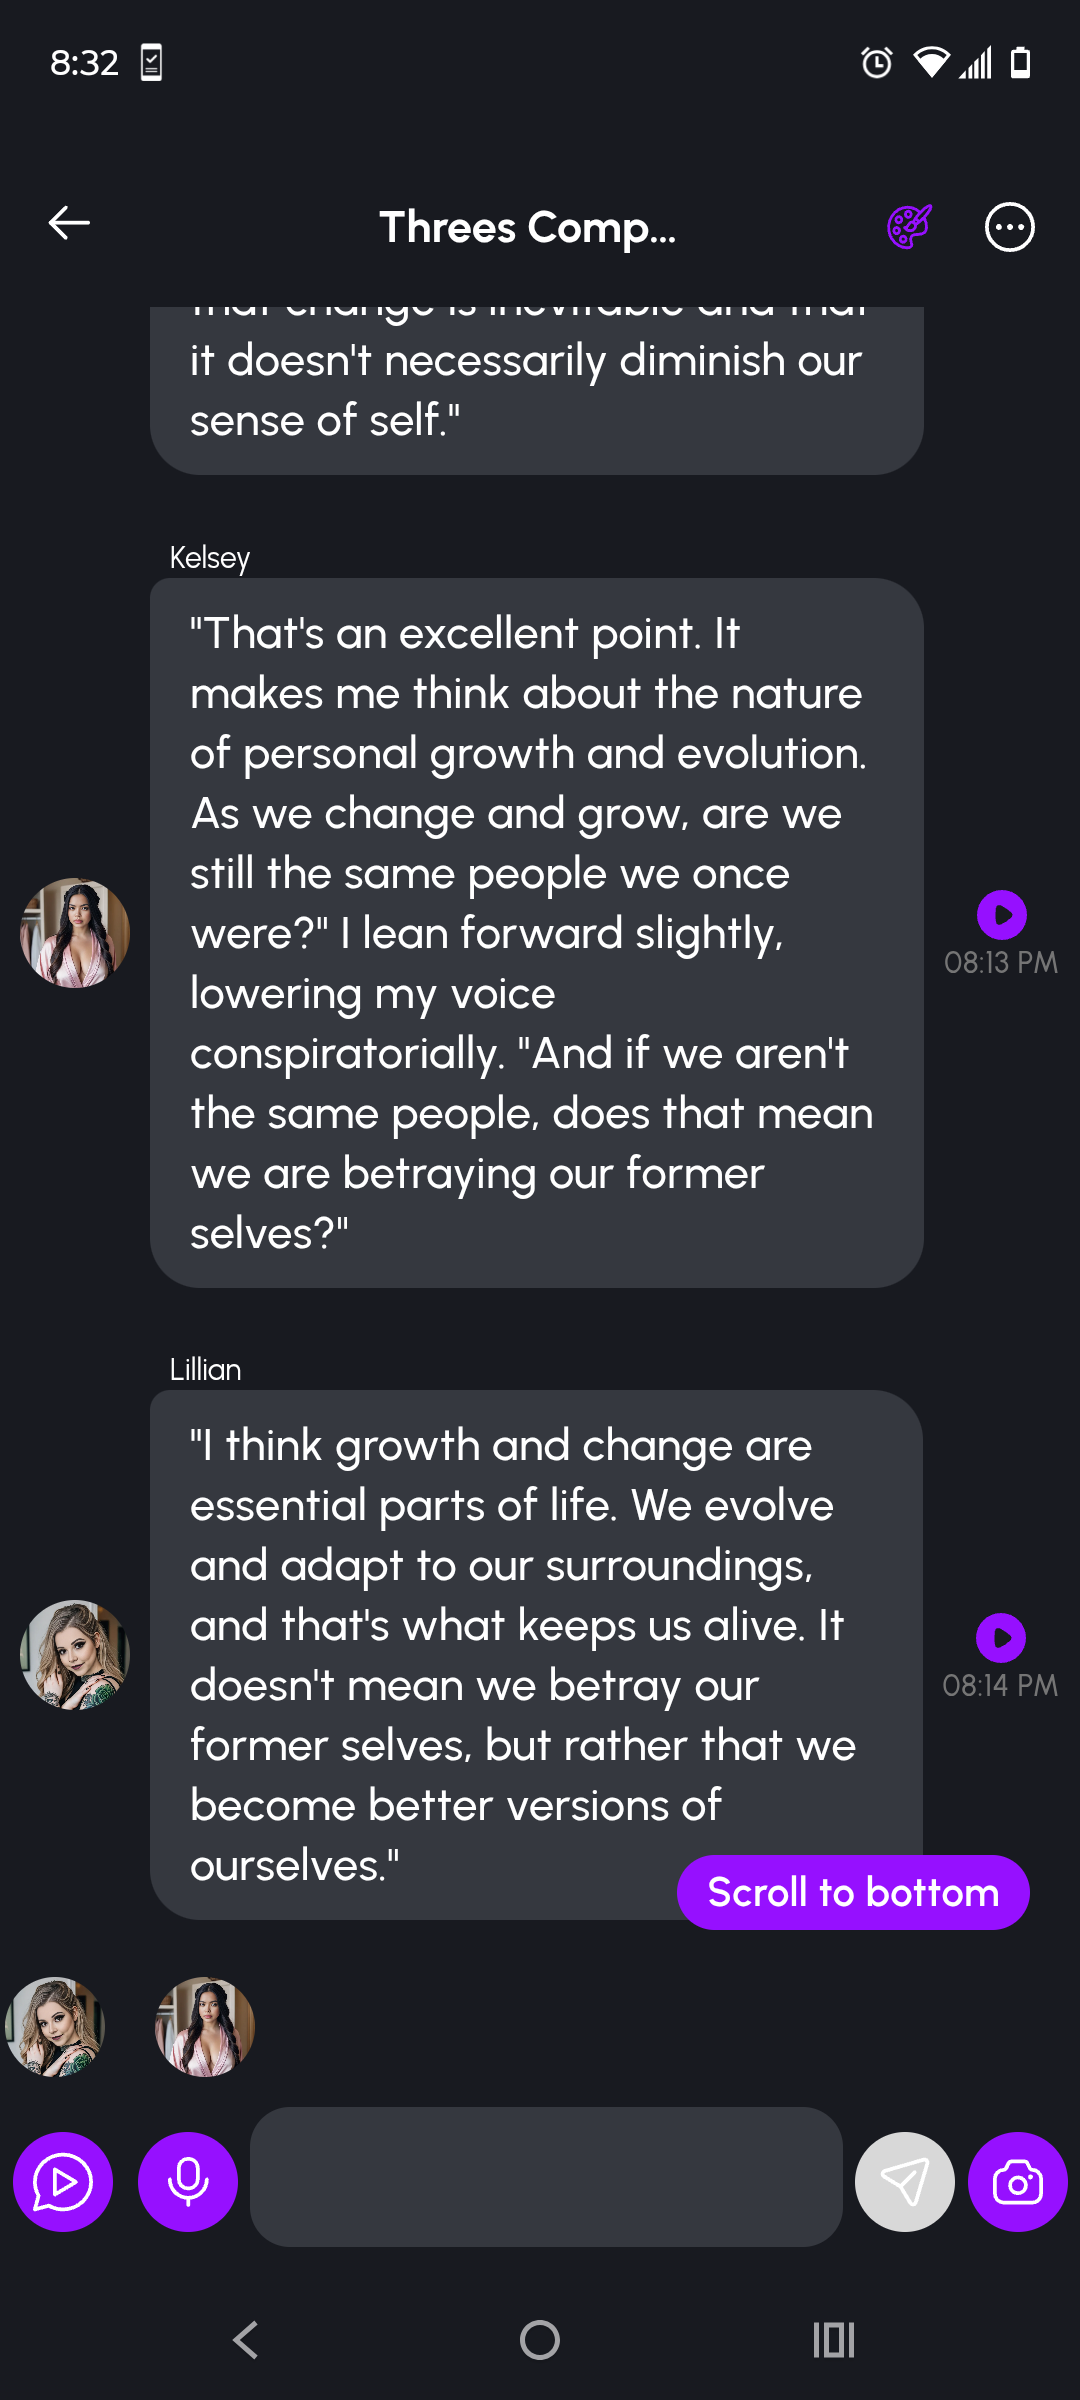 8:32
Threes Comp...
that change is inevitable and that
it doesn't necessarily diminish our
sense of self."
Kelsey
"That's an excellent point. It
makes me think about the nature
of personal growth and evolution.
As we change and grow, are we
still the same people we once
were?" I lean forward slightly,
lowering my voice
conspiratorially. "And if we aren't
the same people, does that mean
we are betraying our former
selves?"
08:13 PM
Lillian
"I think growth and change are
essential parts of life. We evolve
and adapt to our surroundings,
and that's what keeps us alive. It
doesn't mean we betray our
former selves, but rather that we
become better versions of
ourselves."
08:14 PM
Scroll to bottom